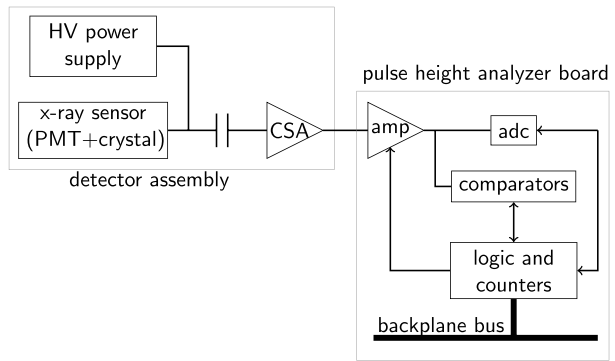 HV power
supply
pulse height analyzer board
x-ray sensor
(PMT+crystal)
CSA
amp
adc
detector assembly
comparators
logic and
counters
backplane bus